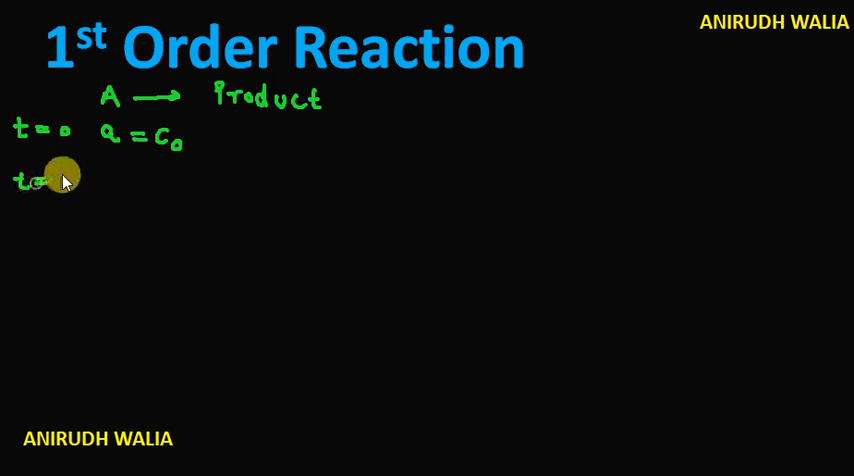 ANIRUDH WALIA
1st Order Reaction
A → Product
t = 0 a = C0
t =
ANIRUDH WALIA